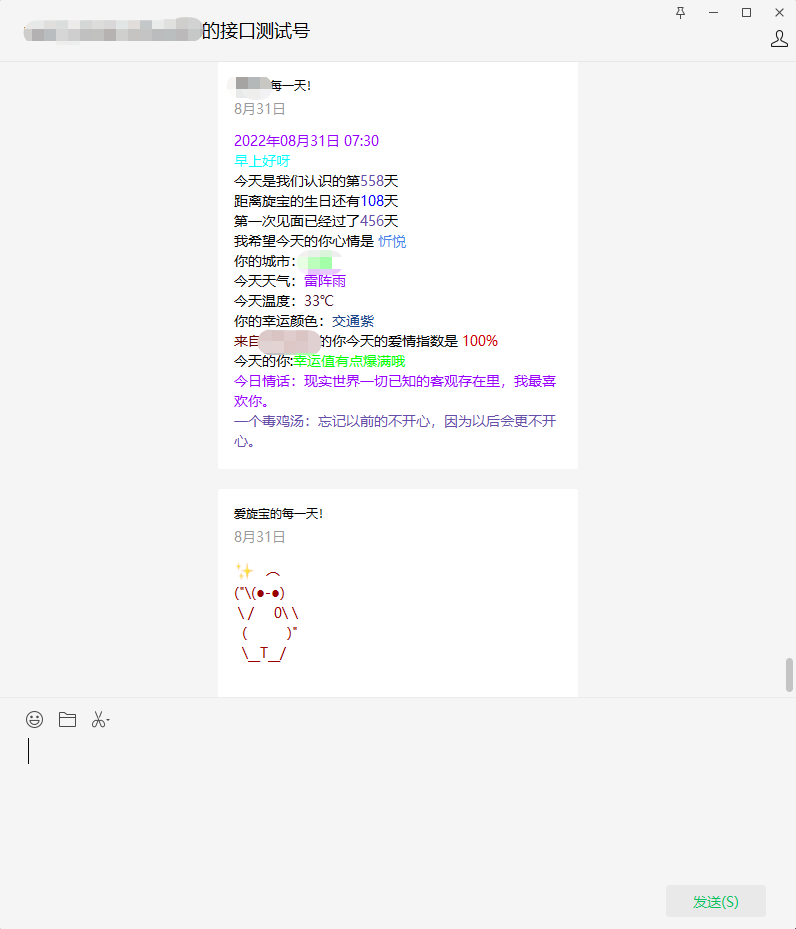 的接口测试号
每一天!
8月31日
2022年08月31日 07:30
早上好呀
今天是我们认识的第558天
距离旋宝的生日还有108天
第一次见面已经过了456天
我希望今天的你心情是 忻悦
你的城市：
今天天气：雷阵雨
今天温度：33℃
你的幸运颜色：交通紫
来自的你今天的爱情指数是 100%
今天的你:幸运值有点爆满哦
今日情话：现实世界一切已知的客观存在里，我最喜
欢你。
一个毒鸡汤：忘记以前的不开心，因为以后会更不开
心。
爱旋宝的每一天!
8月31日
✨ ︵
("\(●-●)
\ / 0\ \
( )"
\__T__/
发送(S)